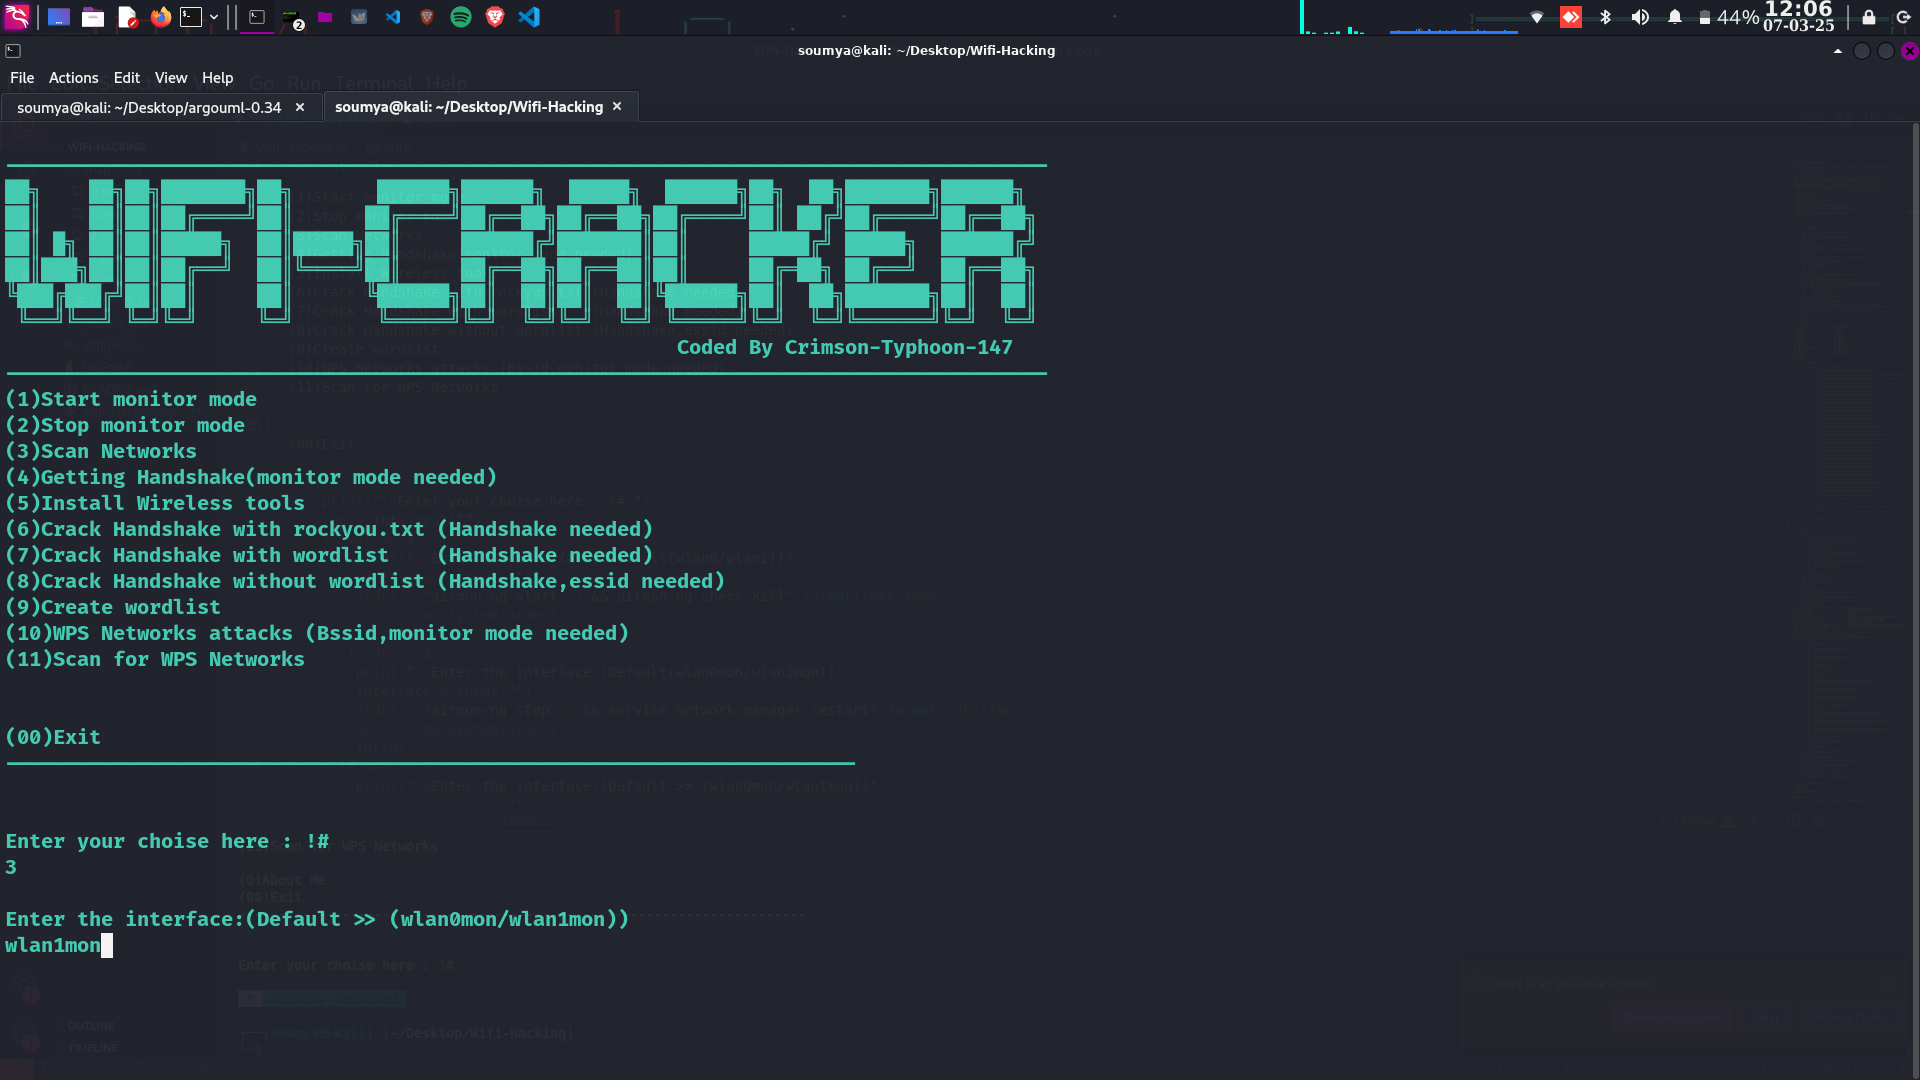 44%
12:06
07-03-25
2
soumya@kali: ~/Desktop/Wifi-Hacking
File Actions Edit View Help
soumya@kali: ~/Desktop/argouml-0.34
soumya@kali: ~/Desktop/Wifi-Hacking
WIFI-CRACKER
Coded By Crimson-Typhoon-147
(1)Start monitor mode
(2)Stop monitor mode
(3)Scan Networks
(4)Getting Handshake(monitor mode needed)
(5)Install Wireless tools
(6)Crack Handshake with rockyou.txt (Handshake needed)
(7)Crack Handshake with wordlist    (Handshake needed)
(8)Crack Handshake without wordlist (Handshake,essid needed)
(9)Create wordlist
(10)WPS Networks attacks (Bssid,monitor mode needed)
(11)Scan for WPS Networks
(00)Exit
Enter your choise here : !#
3
Enter the interface:(Default >> (wlan0mon/wlan1mon))
wlan1mon